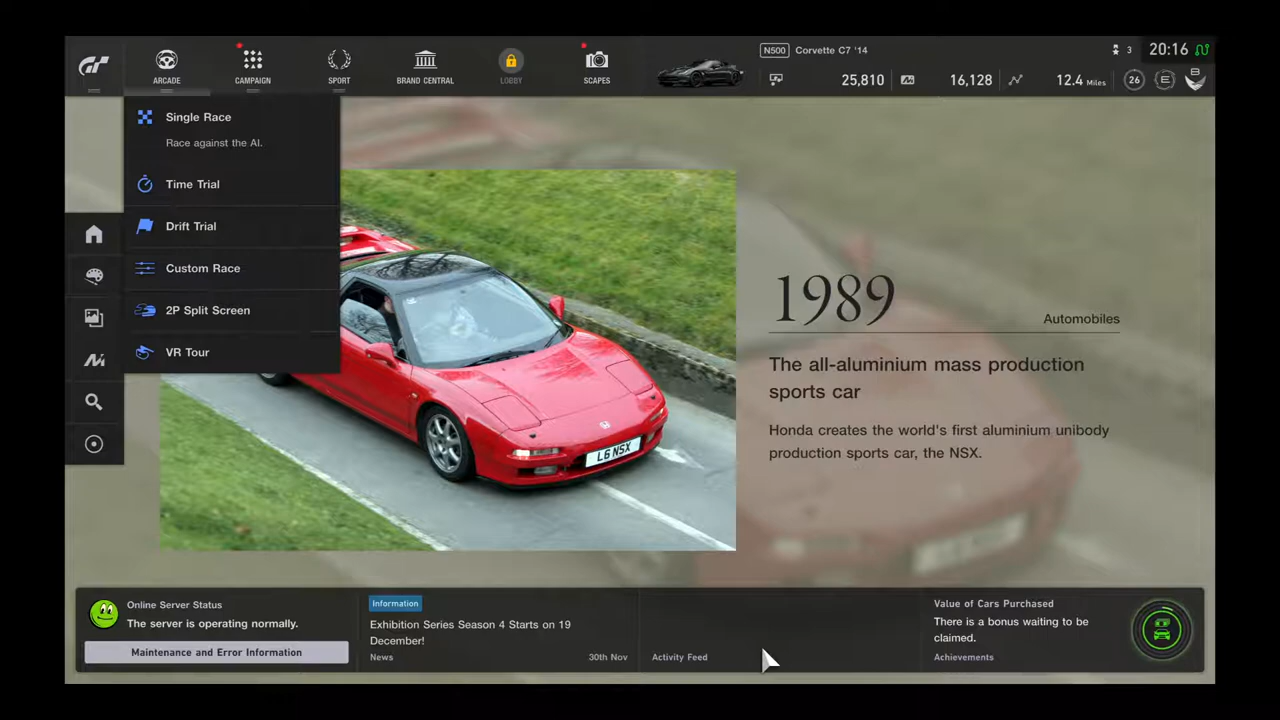 GT
ARCADE
CAMPAIGN
SPORT
BRAND CENTRAL
LOBBY
SCAPES
N500 Corvette C7 '14
3 20:16
25,810 16,128 12.4 Miles 26 E B
Single Race
Race against the AI.
Time Trial
Drift Trial
Custom Race
2P Split Screen
VR Tour
L6 NSX
1989
Automobiles
The all-aluminium mass production
sports car
Honda creates the world's first aluminium unibody
production sports car, the NSX.
Online Server Status
The server is operating normally.
Maintenance and Error Information
Information
Exhibition Series Season 4 Starts on 19
December!
News 30th Nov
Activity Feed
Value of Cars Purchased
There is a bonus waiting to be
claimed.
Achievements